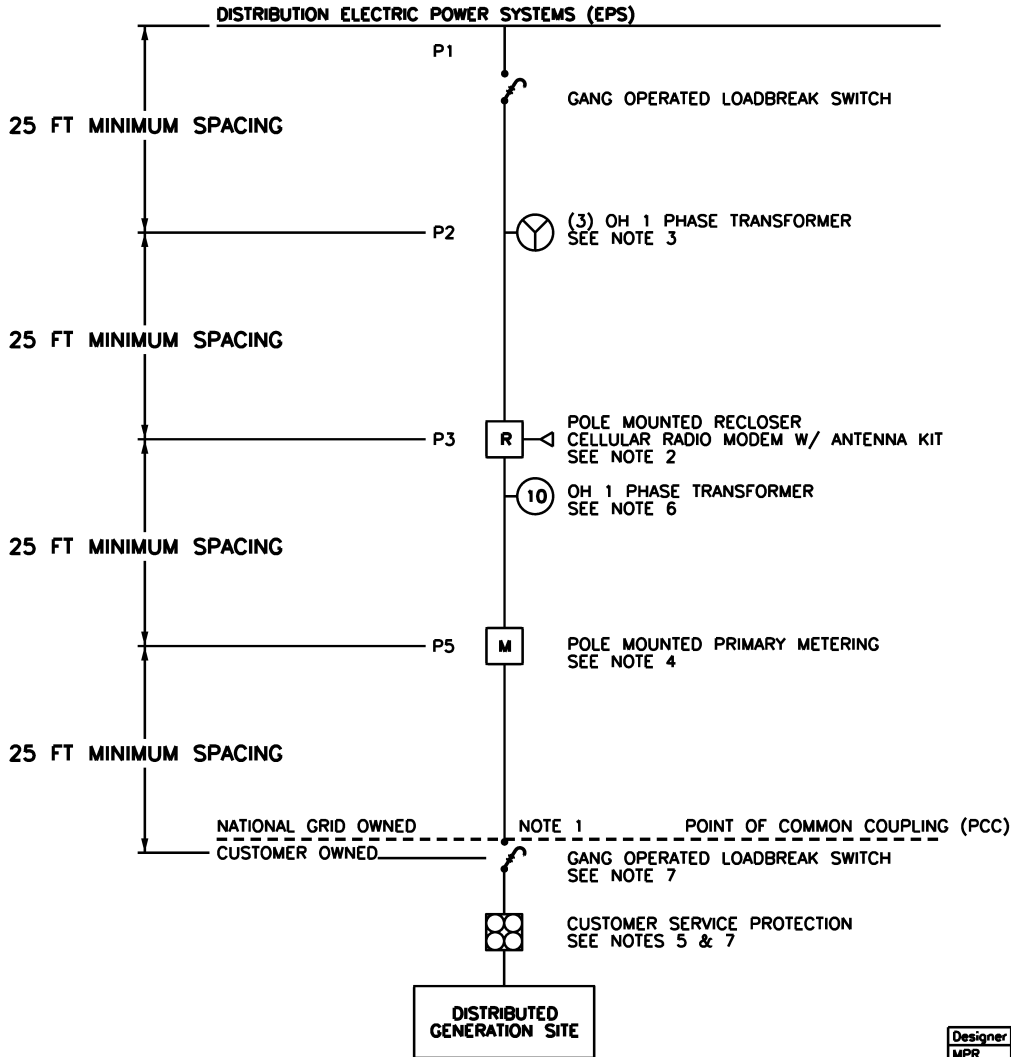 DISTRIBUTION ELECTRIC POWER SYSTEMS (EPS)
P1
GANG OPERATED LOADBREAK SWITCH
25 FT MINIMUM SPACING
P2
(3) OH 1 PHASE TRANSFORMER
SEE NOTE 3
25 FT MINIMUM SPACING
P3
R
POLE MOUNTED RECLOSER
CELLULAR RADIO MODEM W/ ANTENNA KIT
SEE NOTE 2
10
OH 1 PHASE TRANSFORMER
SEE NOTE 6
25 FT MINIMUM SPACING
P5
M
POLE MOUNTED PRIMARY METERING
SEE NOTE 4
25 FT MINIMUM SPACING
NATIONAL GRID OWNED
NOTE 1
POINT OF COMMON COUPLING (PCC)
CUSTOMER OWNED
GANG OPERATED LOADBREAK SWITCH
SEE NOTE 7
CUSTOMER SERVICE PROTECTION
SEE NOTES 5 & 7
DISTRIBUTED
GENERATION SITE
Designer
MPR